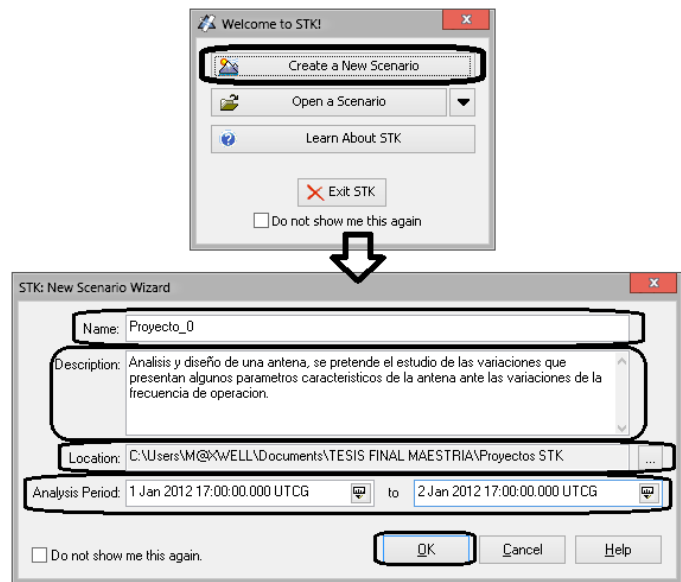 Welcome to STK!
Create a New Scenario
Open a Scenario
Learn About STK
Exit STK
Do not show me this again
STK: New Scenario Wizard
Name: Proyecto_0
Description: Analisis y diseño de una antena, se pretende el estudio de las variaciones que
presentan algunos parametros caracteristicos de la antena ante las variaciones de la
frecuencia de operacion.
Location: C:\Users\M@XWELL\Documents\TESIS FINAL MAESTRIA\Proyectos STK
...
Analysis Period: 1 Jan 2012 17:00:00.000 UTCG to 2 Jan 2012 17:00:00.000 UTCG
Do not show me this again. OK Cancel Help